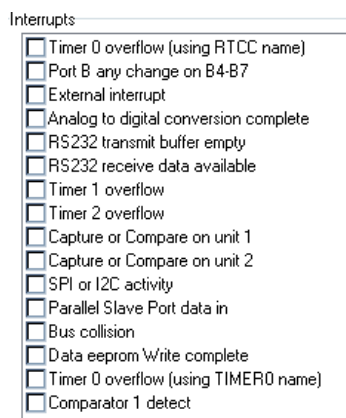 Interrupts
Timer 0 overflow (using RTCC name)
Port B any change on B4-B7
External interrupt
Analog to digital conversion complete
RS232 transmit buffer empty
RS232 receive data available
Timer 1 overflow
Timer 2 overflow
Capture or Compare on unit 1
Capture or Compare on unit 2
SPI or I2C activity
Parallel Slave Port data in
Bus collision
Data eeprom Write complete
Timer 0 overflow (using TIMER0 name)
Comparator 1 detect